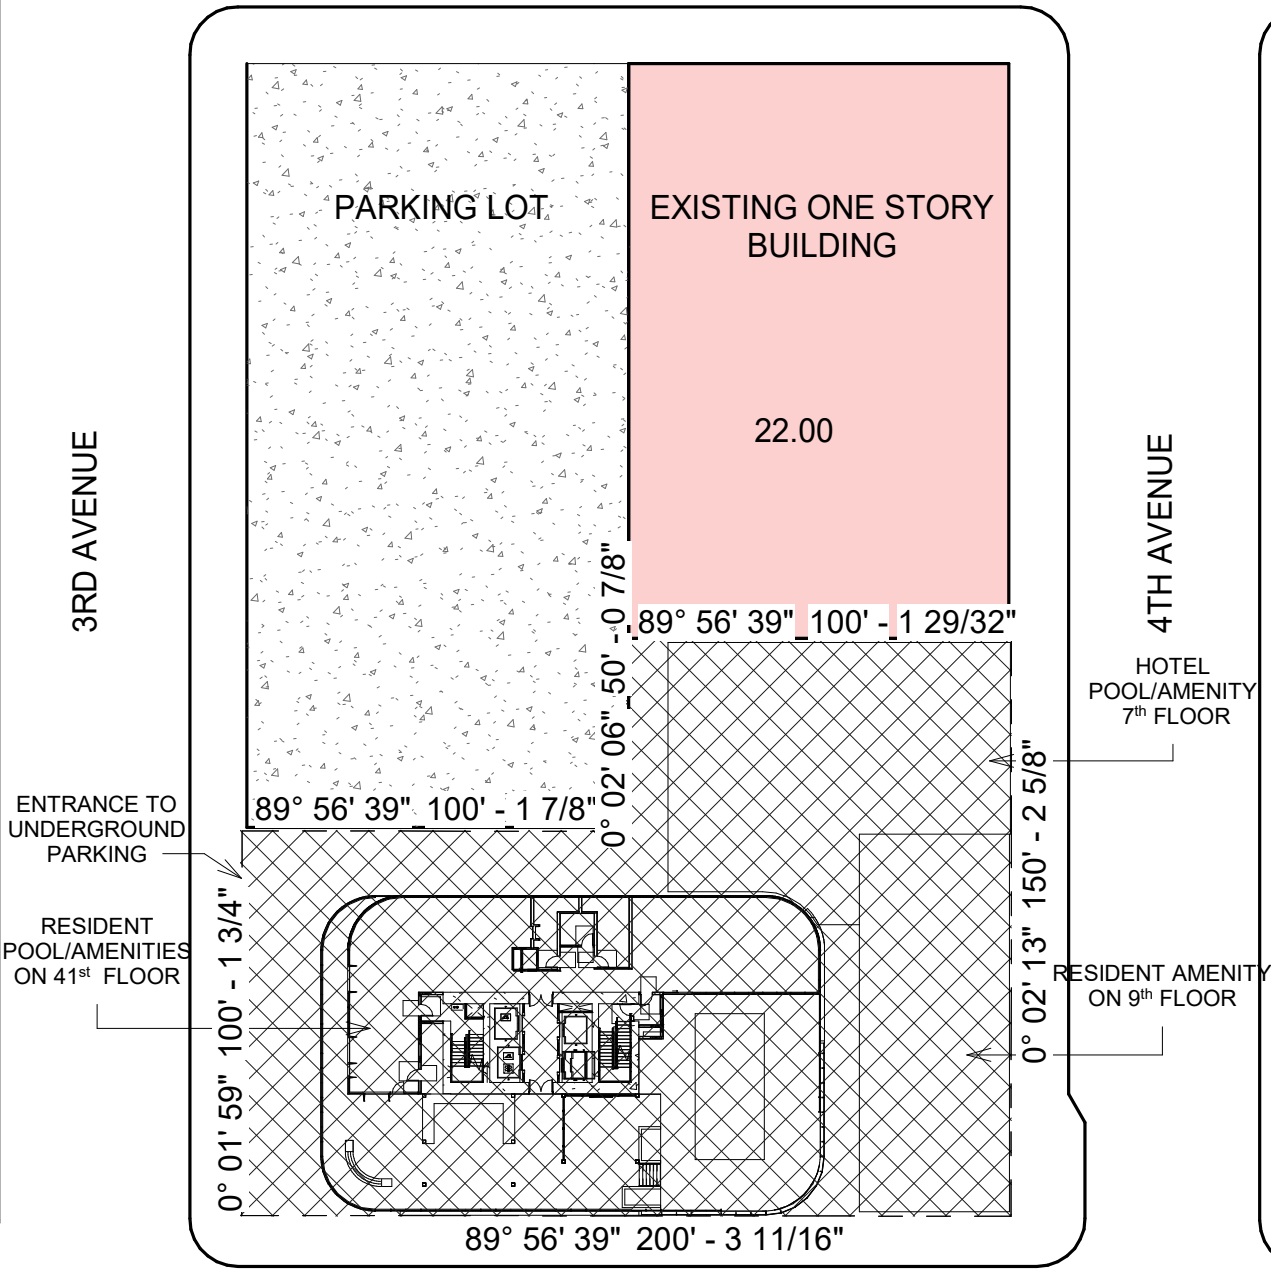 PARKING LOT
EXISTING ONE STORY
BUILDING
22.00
3RD AVENUE
4TH AVENUE
0° 02' 06" 50' - 0 7/8"
89° 56' 39" 100' - 1 29/32"
HOTEL
POOL/AMENITY
7th FLOOR
89° 56' 39" 100' - 1 7/8"
ENTRANCE TO
UNDERGROUND
PARKING
0° 02' 13" 150' - 2 5/8"
RESIDENT
POOL/AMENITIES
ON 41st FLOOR
0° 01' 59" 100' - 1 3/4"
RESIDENT AMENITY
ON 9th FLOOR
89° 56' 39" 200' - 3 11/16"